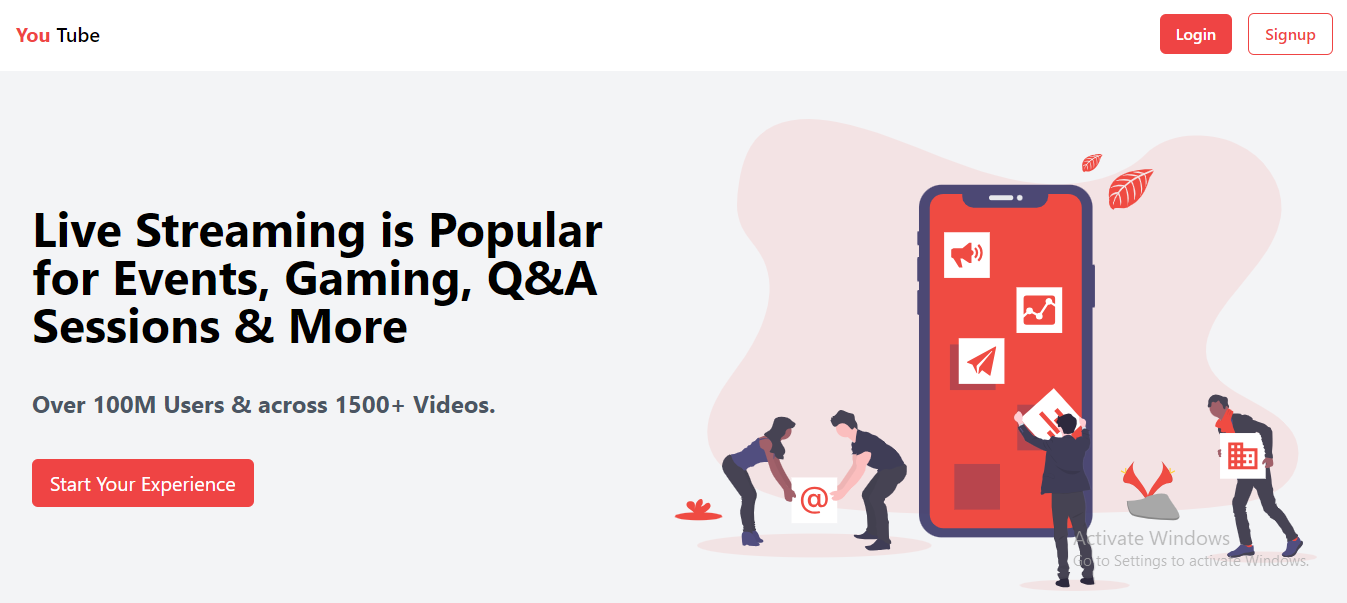 You Tube
Login
Signup
Live Streaming is Popular
for Events, Gaming, Q&A
Sessions & More
Over 100M Users & across 1500+ Videos.
Start Your Experience
@
Activate Windows
Go to Settings to activate Windows.